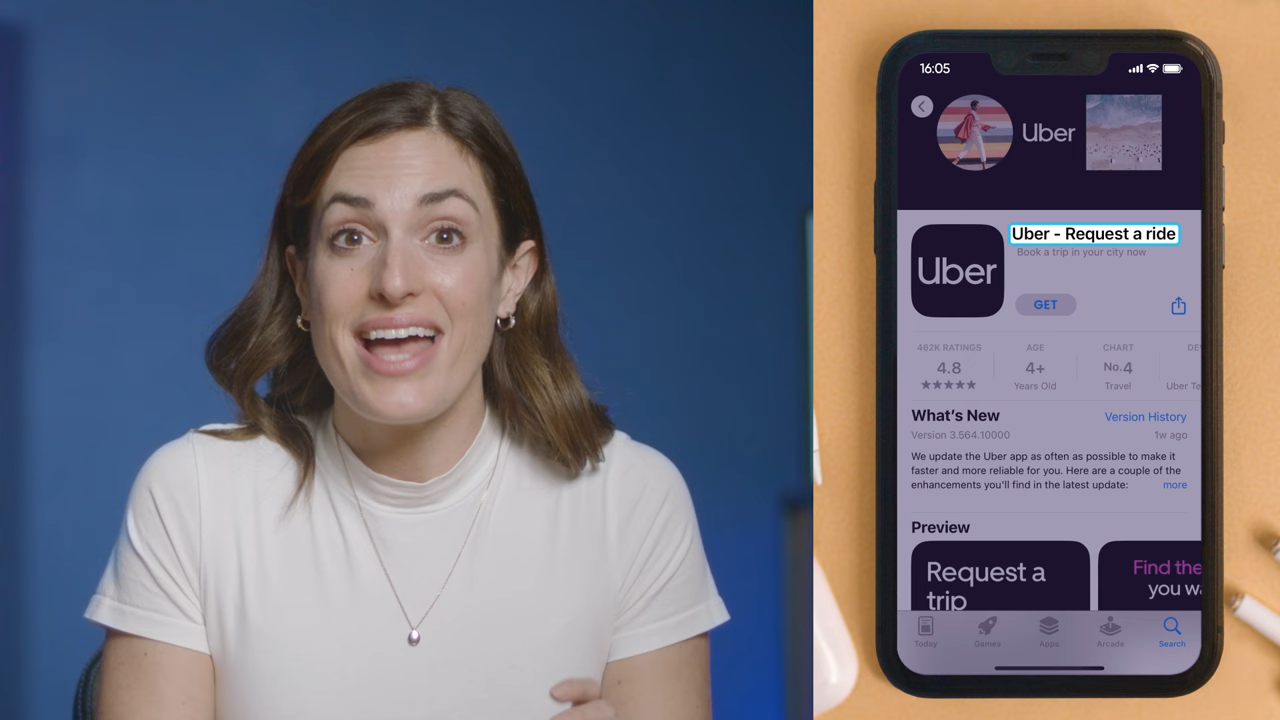 16:05
Uber
Uber
Uber - Request a ride
Book a trip in your city now
GET
462K RATINGS
AGE
CHART
4.8
4+
No.4
★★★★★
Years Old
Travel
Uber
What's New
Version History
Version 3.564.10000
1w ago
We update the Uber app as often as possible to make it
faster and more reliable for you. Here are a couple of the
enhancements you'll find in the latest update:
more
Preview
Request a
trip
Find the
you
Today
Games
Apps
Arcade
Search